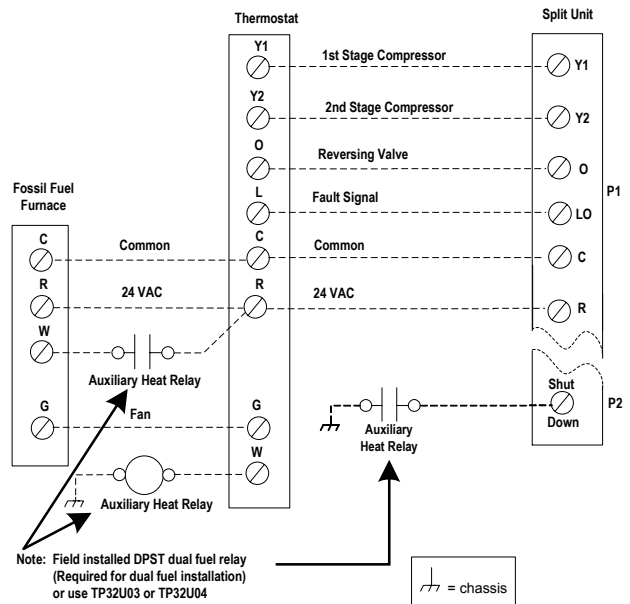 Thermostat
Split Unit
Y1
1st Stage Compressor
Y1
Y2
2nd Stage Compressor
Y2
O
Reversing Valve
O
P1
Fossil Fuel
Furnace
L
Fault Signal
LO
C
Common
C
Common
C
R
24 VAC
R
24 VAC
R
W
Auxiliary Heat Relay
Shut
Down
P2
G
Fan
G
Auxiliary
Heat Relay
W
Auxiliary Heat Relay
Note: Field installed DPST dual fuel relay
(Required for dual fuel installation)
or use TP32U03 or TP32U04
= chassis